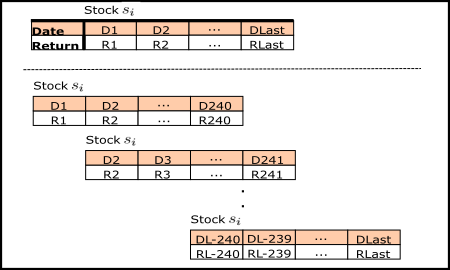 Stock s_i
Date D1 D2 ... DLast
Return R1 R2 ... RLast
Stock s_i
D1 D2 ... D240
R1 R2 ... R240
Stock s_i
D2 D3 ... D241
R2 R3 ... R241
.
.
Stock s_i
DL-240 DL-239 ... DLast
RL-240 RL-239 ... RLast